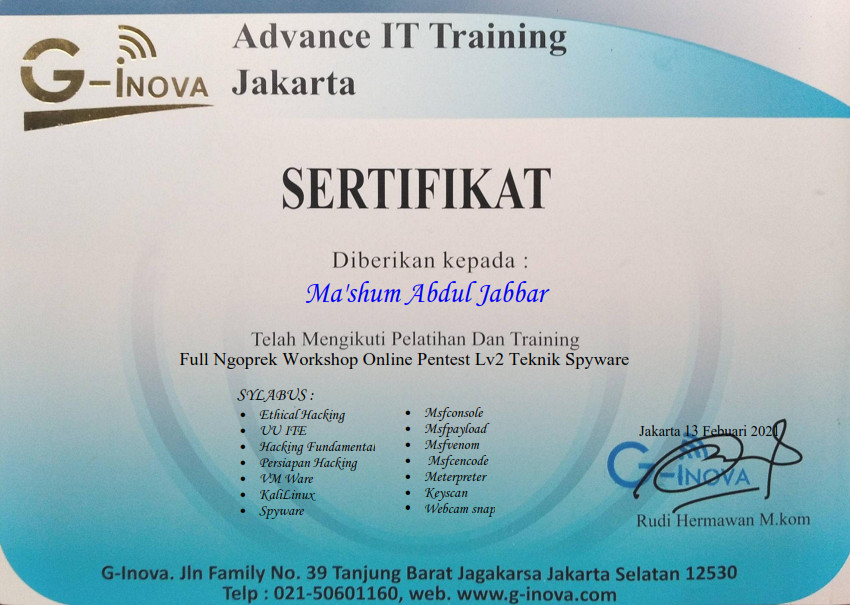 G-INOVA
Advance IT Training
Jakarta
SERTIFIKAT
Diberikan kepada :
Ma'shum Abdul Jabbar
Telah Mengikuti Pelatihan Dan Training
Full Ngoprek Workshop Online Pentest Lv2 Teknik Spyware
SYLABUS :
• Ethical Hacking
• UU ITE
• Hacking Fundamental
• Persiapan Hacking
• VM Ware
• KaliLinux
• Spyware
• Msfconsole
• Msfpayload
• Msfvenom
• Msfcencode
• Meterpreter
• Keyscan
• Webcam snap
Jakarta 13 Febuari 2021
G-INOVA
Rudi Hermawan M.kom
G-Inova. Jln Family No. 39 Tanjung Barat Jagakarsa Jakarta Selatan 12530
Telp : 021-50601160, web. www.g-inova.com